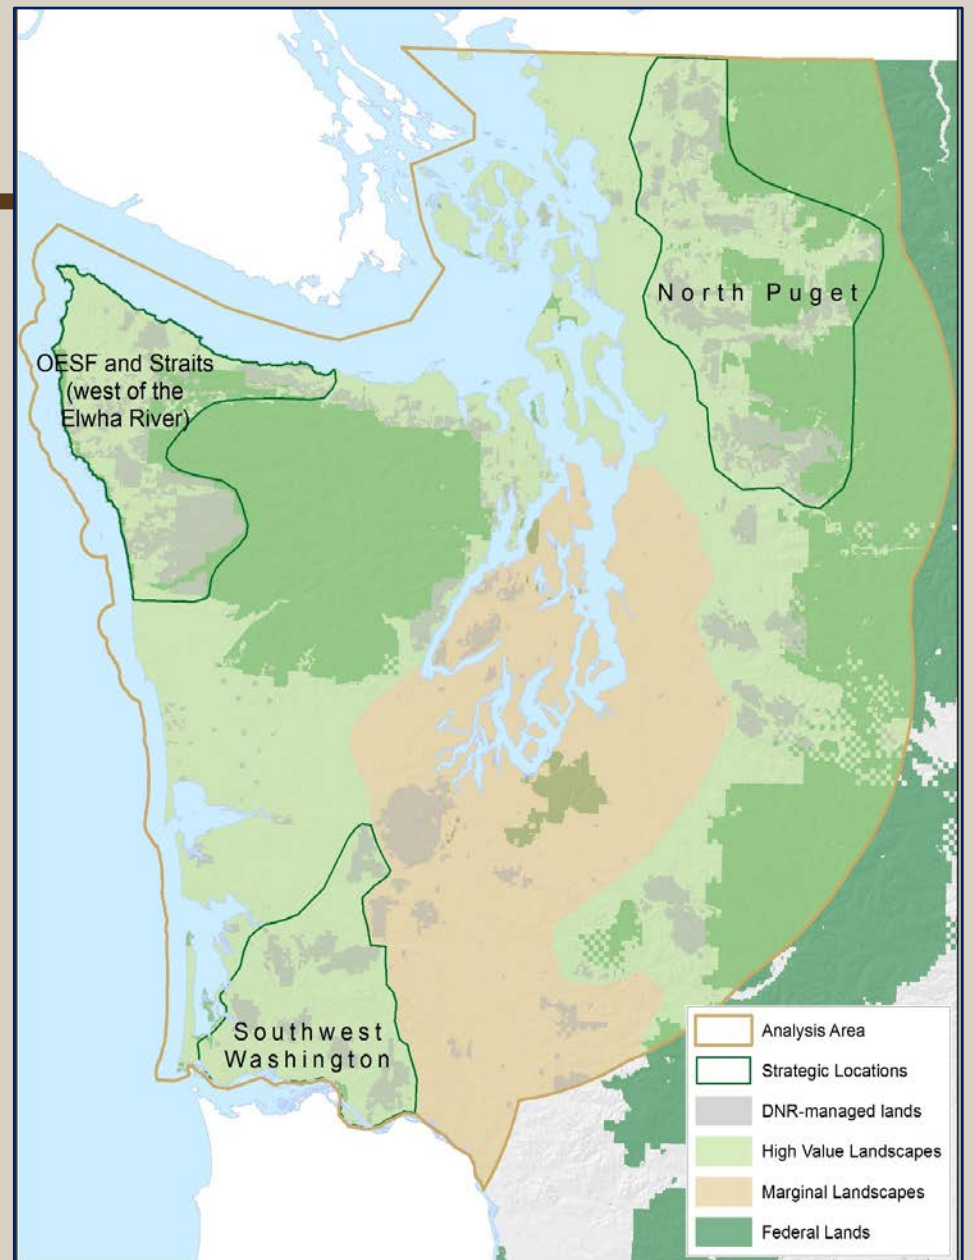 North Puget
OESF and Straits
(west of the
Elwha River)
Southwest
Washington
Analysis Area
Strategic Locations
DNR-managed lands
High Value Landscapes
Marginal Landscapes
Federal Lands